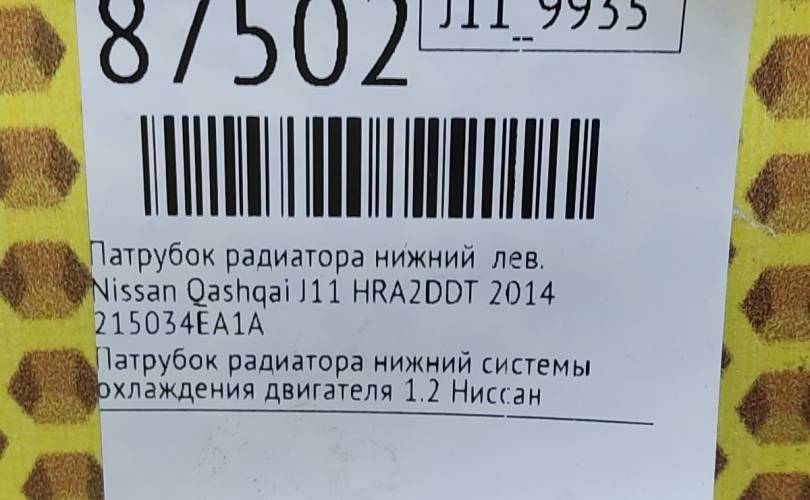 87502
J11_9935
Патрубок радиатора нижний лев.
Nissan Qashqai J11 HRA2DDT 2014
215034EA1A
Патрубок радиатора нижний системы
охлаждения двигателя 1.2 Ниссан